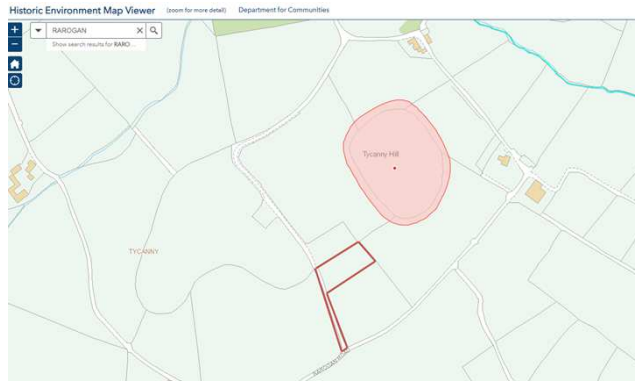 Historic Environment Map Viewer (zoom for more detail) Department for Communities
+ RAROGAN
− Show search results for RARO ...
Tycanny Hill
TYCANNY
RAROGAN